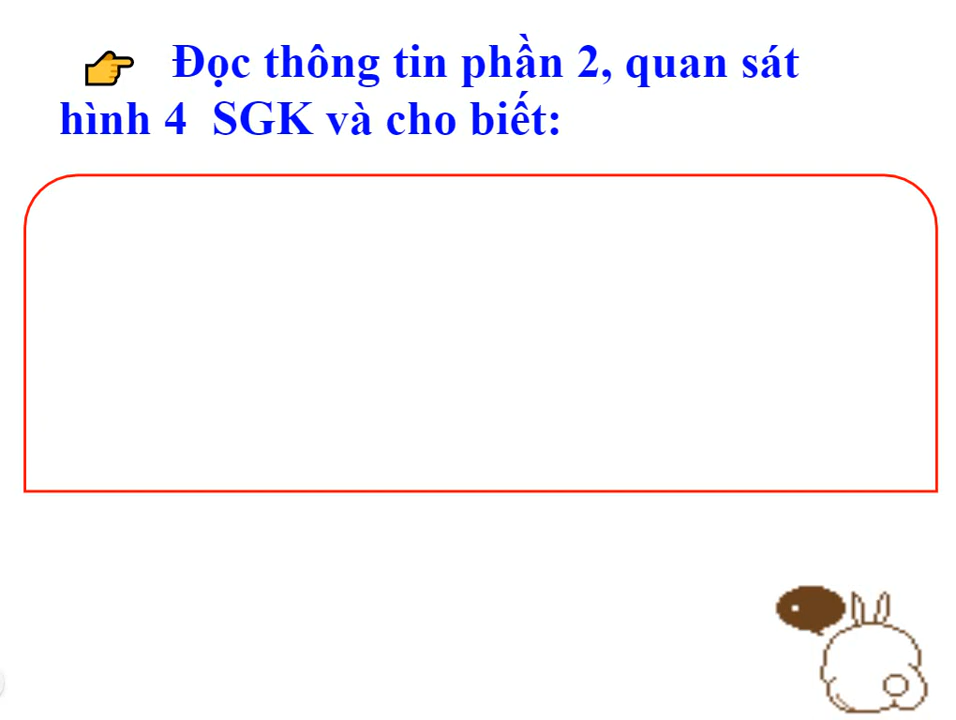 Đọc thông tin phần 2, quan sát
hình 4 SGK và cho biết: